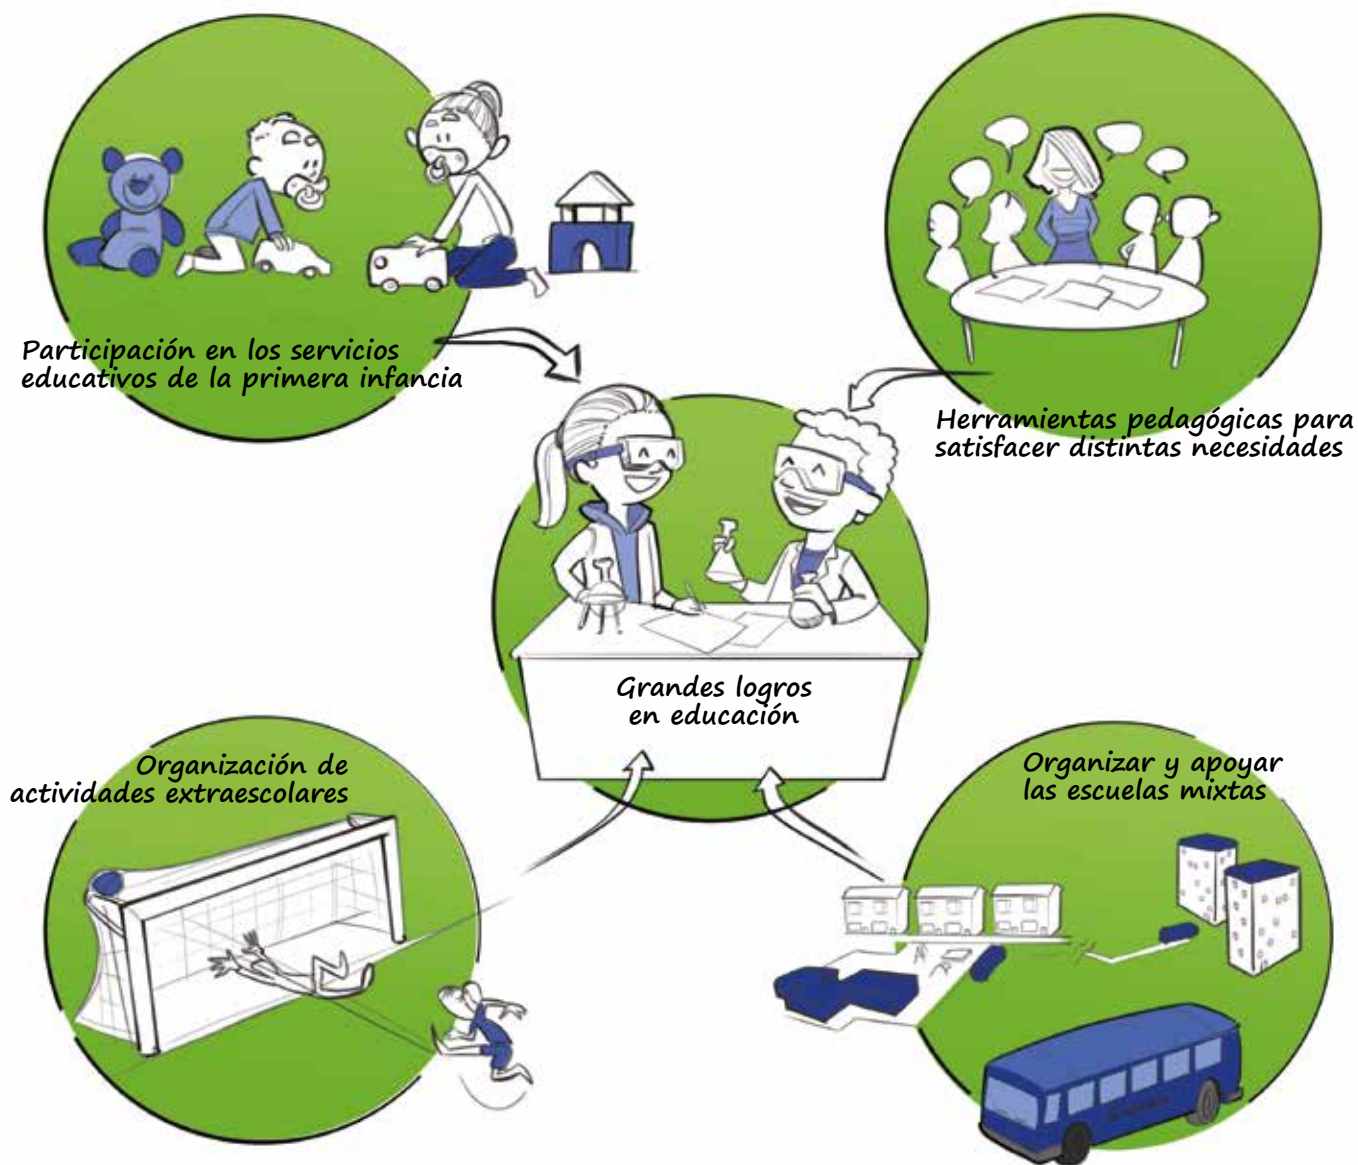 Participación en los servicios
educativos de la primera infancia
Herramientas pedagógicas para
satisfacer distintas necesidades
Grandes logros
en educación
Organización de
actividades extraescolares
Organizar y apoyar
las escuelas mixtas